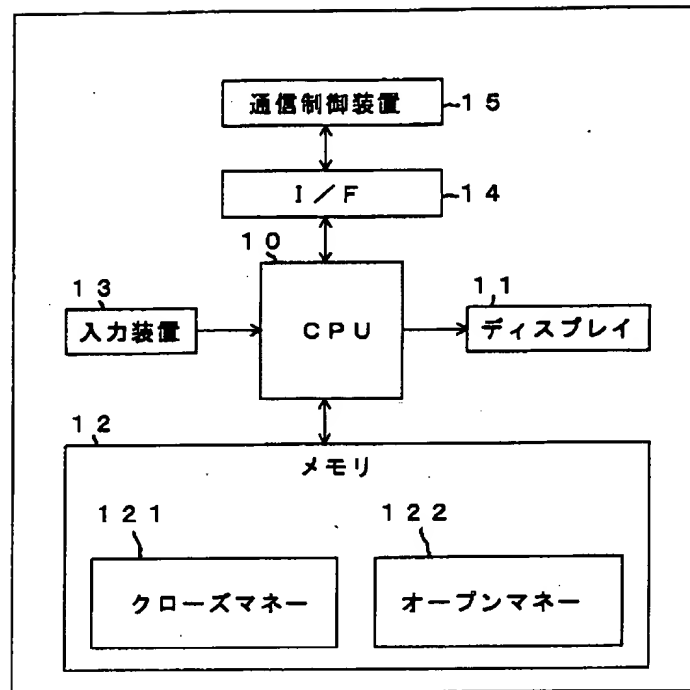 通信制御装置
15
I/F
14
10
13
11
入力装置
CPU
ディスプレイ
12
メモリ
121
122
クローズマネー
オープンマネー